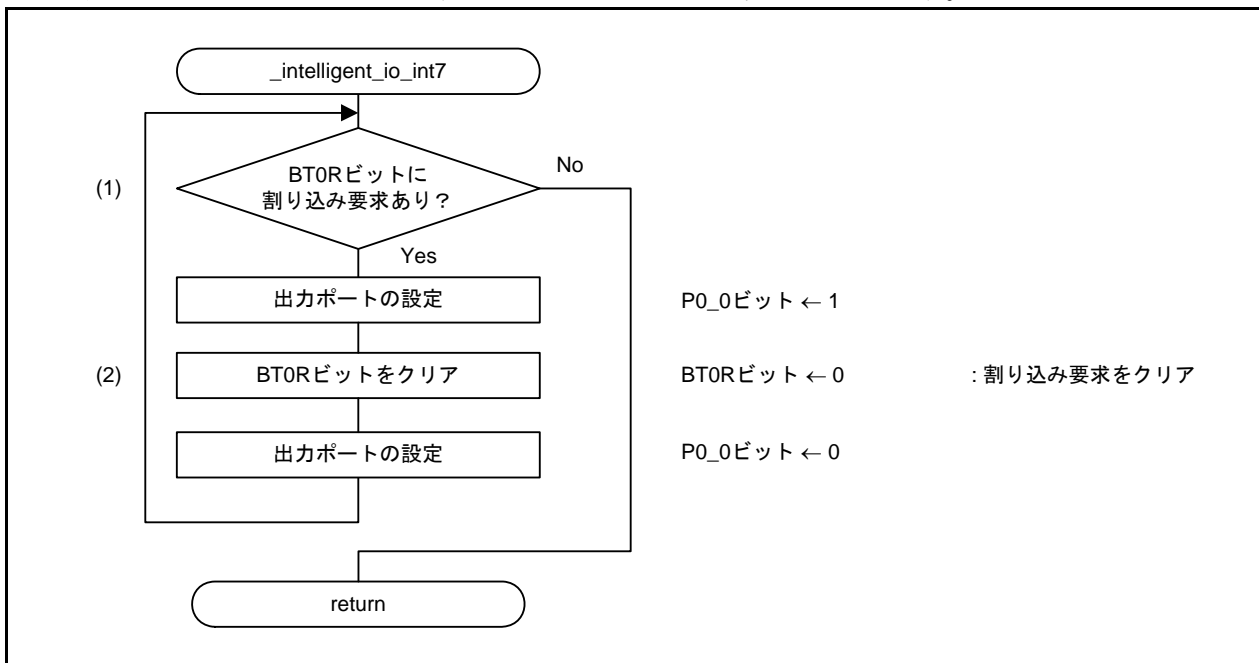 _intelligent_io_int7
(1)
BT0Rビットに
割り込み要求あり?
No
Yes
出力ポートの設定
P0_0ビット ← 1
(2)
BT0Rビットをクリア
BT0Rビット ← 0
: 割り込み要求をクリア
出力ポートの設定
P0_0ビット ← 0
return